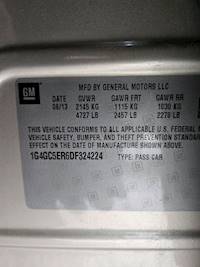 GM
MFD BY GENERAL MOTORS LLC
DATE GVWR GAWR FRT GAWR RR
06/13 2145 KG 1115 KG 1030 KG
4727 LB 2457 LB 2270 LB
THIS VEHICLE CONFORMS TO ALL APPLICABLE U.S. FEDERAL
VEHICLE SAFETY, BUMPER, AND THEFT PREVENTION STANDARDS
EFFECT ON THE DATE OF MANUFACTURE SHOWN ABOVE.
1G4GC5ER6DF324224
TYPE: PASS CAR